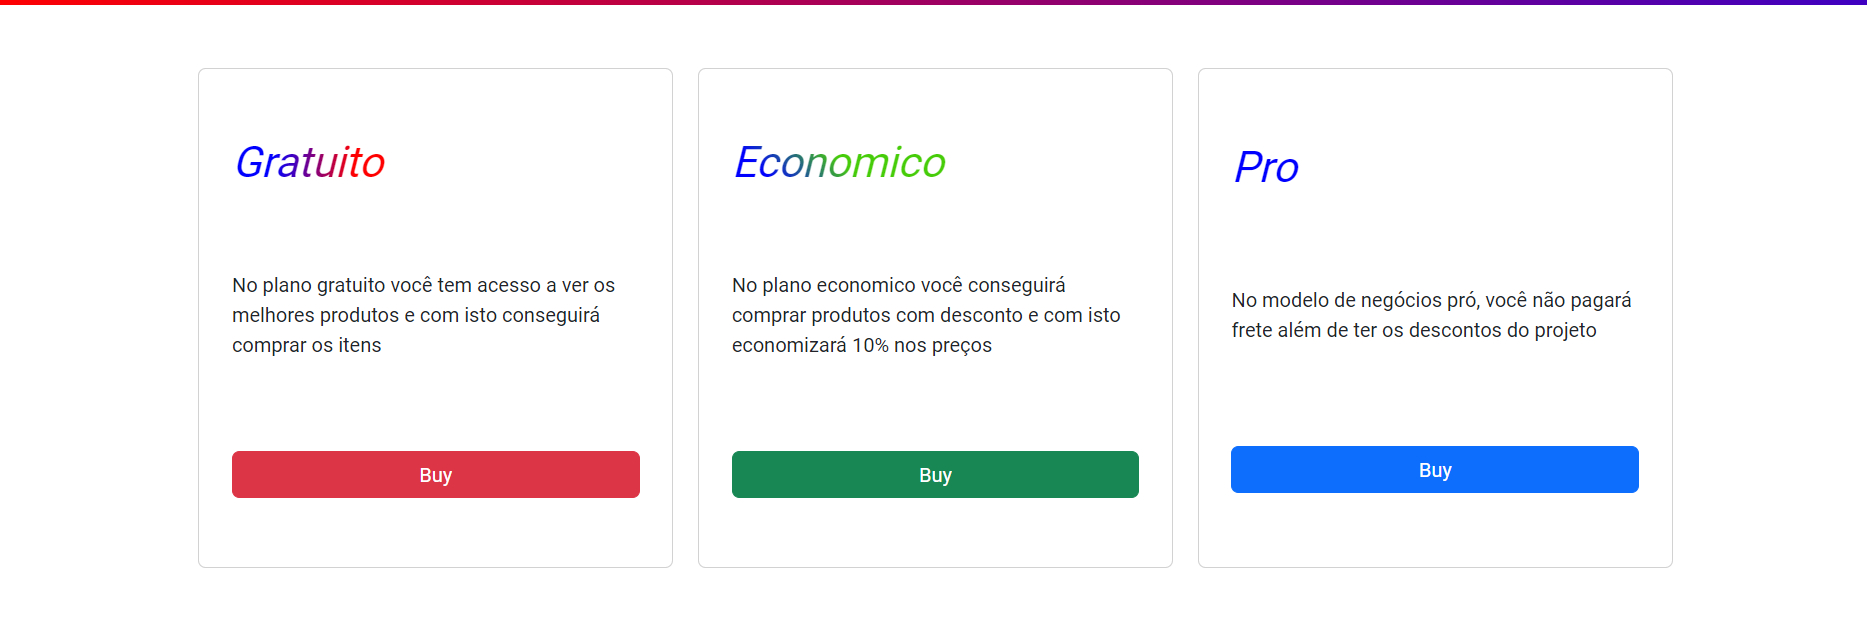 Gratuito
No plano gratuito você tem acesso a ver os
melhores produtos e com isto conseguirá
comprar os itens
Buy
Economico
No plano economico você conseguirá
comprar produtos com desconto e com isto
economizará 10% nos preços
Buy
Pro
No modelo de negócios pró, você não pagará
frete além de ter os descontos do projeto
Buy